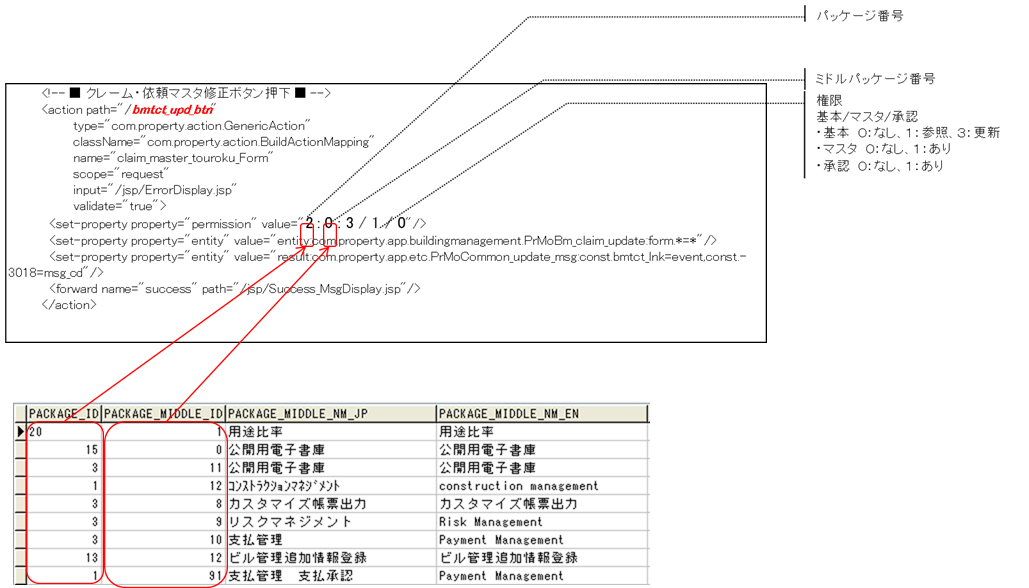 パッケージ番号
ミドルパッケージ番号
権限
基本/マスタ/承認
・基本 0:なし、1:参照、3:更新
・マスタ 0:なし、1:あり
・承認 0:なし、1:あり
<!-- ■ クレーム・依頼マスタ修正ボタン押下 ■ -->
<action path="/bmtct_upd_btn"
type="com.property.action.GenericAction"
className="com.property.action.BuildActionMapping"
name="claim_master_touroku_Form"
scope="request"
input="/jsp/ErrorDisplay.jsp"
validate="true">
<set-property property="permission" value="2:0:3/1/0"/>
<set-property property="entity" value="entity:com.property.app.buildingmanagement.PrMoBm_claim_update:form.*=*"/>
<set-property property="entity" value="result:com.property.app.etc.PrMoCommon_update_msg:const.bmtct_lnk=event,const.-
3018=msg_cd"/>
<forward name="success" path="/jsp/Success_MsgDisplay.jsp"/>
</action>
PACKAGE_ID PACKAGE_MIDDLE_ID PACKAGE_MIDDLE_NM_JP PACKAGE_MIDDLE_NM_EN
20 1 用途比率 用途比率
15 0 公開用電子書庫 公開用電子書庫
3 11 公開用電子書庫 公開用電子書庫
1 12 ｺﾝｽﾄﾗｸｼｮﾝﾏﾈｼﾞﾒﾝﾄ construction management
3 8 カスタマイズ帳票出力 カスタマイズ帳票出力
3 9 リスクマネジメント Risk Management
3 10 支払管理 Payment Management
13 12 ビル管理追加情報登録 ビル管理追加情報登録
1 91 支払管理　支払承認 Payment Management